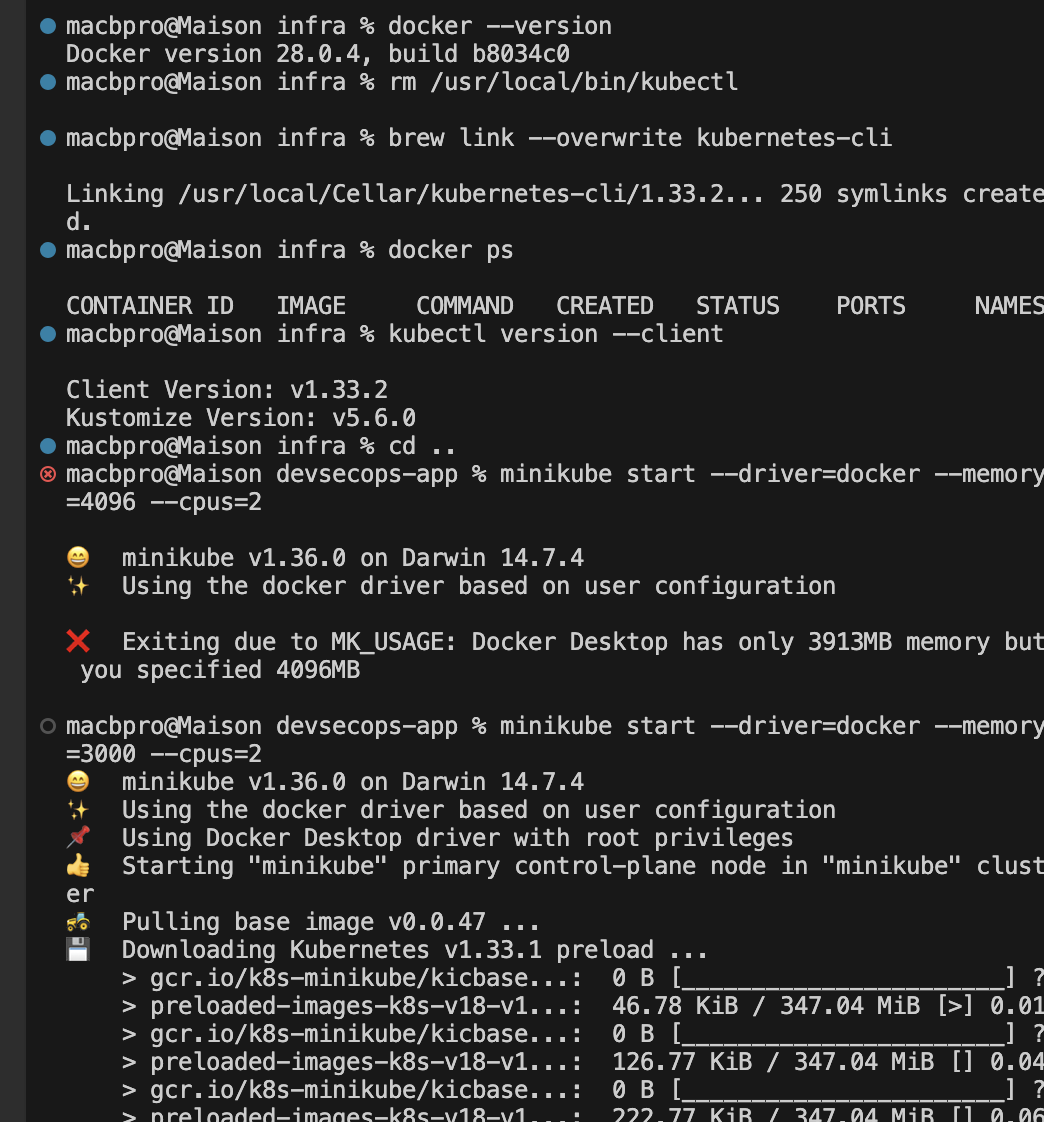 macbpro@Maison infra % docker --version
Docker version 28.0.4, build b8034c0
macbpro@Maison infra % rm /usr/local/bin/kubectl
macbpro@Maison infra % brew link --overwrite kubernetes-cli
Linking /usr/local/Cellar/kubernetes-cli/1.33.2... 250 symlinks create
d.
macbpro@Maison infra % docker ps
CONTAINER ID   IMAGE     COMMAND   CREATED   STATUS    PORTS     NAMES
macbpro@Maison infra % kubectl version --client
Client Version: v1.33.2
Kustomize Version: v5.6.0
macbpro@Maison infra % cd ..
macbpro@Maison devsecops-app % minikube start --driver=docker --memory
=4096 --cpus=2
😄  minikube v1.36.0 on Darwin 14.7.4
✨  Using the docker driver based on user configuration
❌  Exiting due to MK_USAGE: Docker Desktop has only 3913MB memory but
 you specified 4096MB
macbpro@Maison devsecops-app % minikube start --driver=docker --memory
=3000 --cpus=2
😄  minikube v1.36.0 on Darwin 14.7.4
✨  Using the docker driver based on user configuration
📌  Using Docker Desktop driver with root privileges
👍  Starting "minikube" primary control-plane node in "minikube" clust
er
🚜  Pulling base image v0.0.47 ...
💾  Downloading Kubernetes v1.33.1 preload ...
    > gcr.io/k8s-minikube/kicbase...:  0 B [_______________________] ?
    > preloaded-images-k8s-v18-v1...:  46.78 KiB / 347.04 MiB [>] 0.01
    > gcr.io/k8s-minikube/kicbase...:  0 B [_______________________] ?
    > preloaded-images-k8s-v18-v1...:  126.77 KiB / 347.04 MiB [] 0.04
    > gcr.io/k8s-minikube/kicbase...:  0 B [_______________________] ?
    > preloaded-images-k8s-v18-v1...:  222.77 KiB / 347.04 MiB [] 0.06